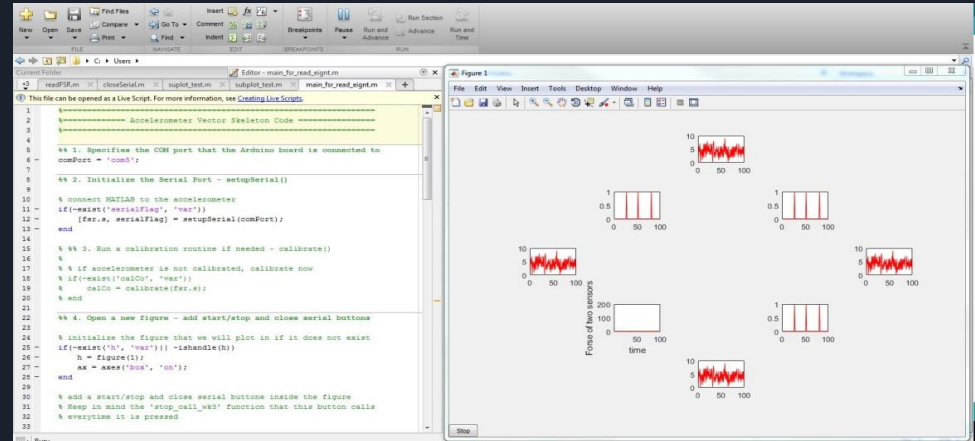 Find Files
Insert fx
Run Section
New Open Save Compare Go To Comment Breakpoints Pause Run and Advance Advance Run and Time
Print Find Indent
FILE NAVIGATE EDIT BREAKPOINTS RUN
C: Users
Current Folder
Editor - main_fsr_read_eignt.m
readFSR.m closeSerial.m suplot_test.m subplot_test.m main_fsr_read_eignt.m
This file can be opened as a Live Script. For more information, see Creating Live Scripts.
1 %==========================================================
2 %============ Accelerometer Vector Skeleton Code ===============
3 %==========================================================
4
5 %% 1. Specifies the COM port that the Arduino board is connected to
6 comPort = 'com5';
7
8 %% 2. Initialize the Serial Port - setupSerial()
9
10 % connect MATLAB to the accelerometer
11 if(~exist('serialFlag', 'var'))
12 [fsr.s, serialFlag] = setupSerial(comPort);
13 end
14
15 % %% 3. Run a calibration routine if needed - calibrate()
16 %
17 % % if accelerometer is not calibrated, calibrate now
18 % if(~exist('calCo', 'var'))
19 % calCo = calibrate(fsr.s);
20 % end
21
22 %% 4. Open a new figure - add start/stop and close serial buttons
23
24 % initialize the figure that we will plot in if it does not exist
25 if(~exist('h', 'var')|| ~ishandle(h))
26 h = figure(1);
27 ax = axes('box', 'on');
28 end
29
30 % add a start/stop and close serial buttone inside the figure
31 % Keep in mind the 'stop_call_wk3' function that this button calls
32 % everytime it is pressed
33
Figure 1
File Edit View Insert Tools Desktop Window Help
10
5
0
0 50 100
1
0.5
0
0 50 100
1
0.5
0
0 50 100
10
5
0
0 50 100
10
5
0
0 50 100
Forse of two sensors
200
100
0
0 50 100
time
1
0.5
0
0 50 100
10
5
0
0 50 100
Stop